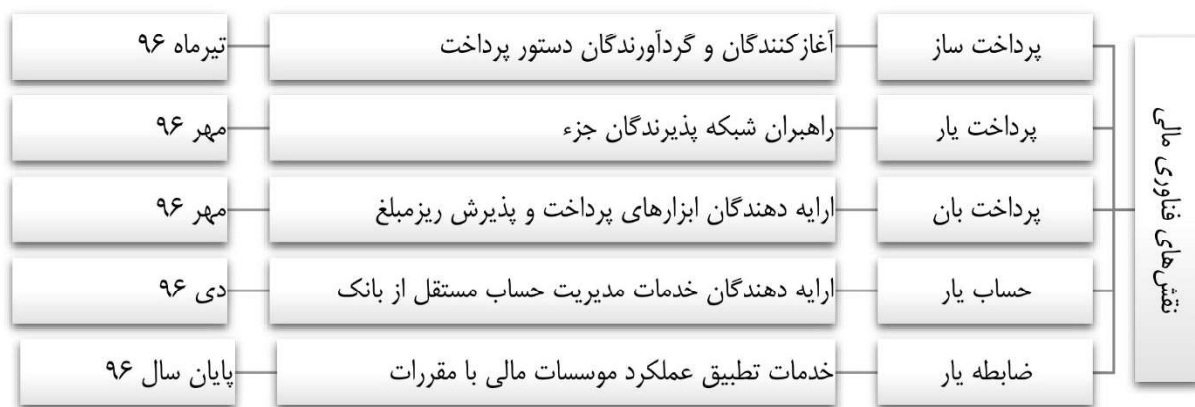 نقش‌های فناوری مالی
پرداخت ساز
آغازکنندگان و گردآورندگان دستور پرداخت
تیرماه ۹۶
پرداخت یار
راهبران شبکه پذیرندگان جزء
مهر ۹۶
پرداخت بان
ارایه دهندگان ابزارهای پرداخت و پذیرش ریزمبلغ
مهر ۹۶
حساب یار
ارایه دهندگان خدمات مدیریت حساب مستقل از بانک
دی ۹۶
ضابطه یار
خدمات تطبیق عملکرد موسسات مالی با مقررات
پایان سال ۹۶